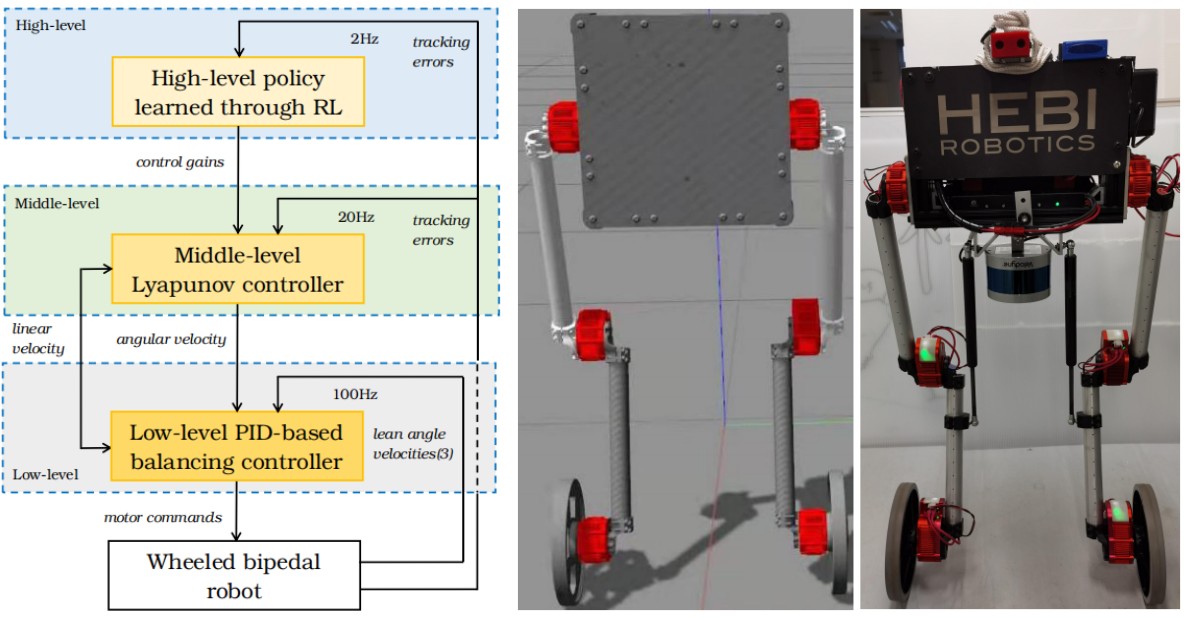 High-level
2Hz
tracking
errors
High-level policy
learned through RL
control gains
Middle-level
20Hz
tracking
errors
Middle-level
Lyapunov controller
linear
velocity
angular velocity
100Hz
Low-level PID-based
balancing controller
lean angle
velocities(3)
Low-level
motor commands
Wheeled bipedal
robot
HEBI
ROBOTICS